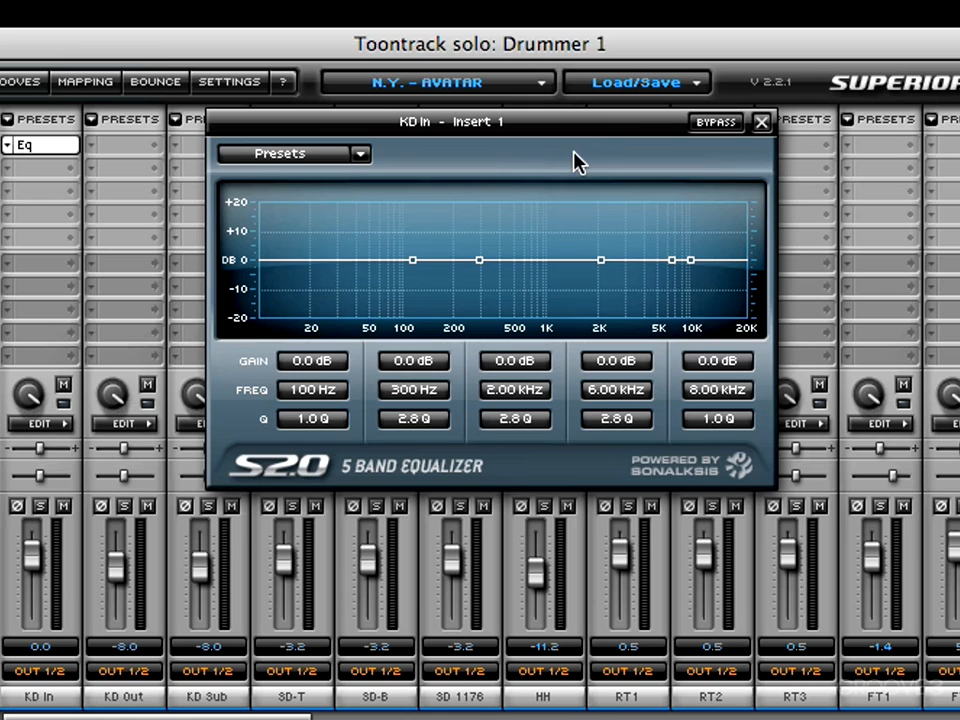 Toontrack solo: Drummer 1
OOVES MAPPING BOUNCE SETTINGS ? N.Y. - AVATAR Load/Save V 2.2.1 SUPERIOR
PRESETS PRESETS PRESETS PRESETS
KD In - Insert 1 BYPASS
Eq
Presets
+20
+10
DB 0
-10
-20
20 50 100 200 500 1K 2K 5K 10K 20K
GAIN 0.0 dB 0.0 dB 0.0 dB 0.0 dB 0.0 dB
FREQ 100 Hz 300 Hz 2.00 kHz 6.00 kHz 8.00 kHz
Q 1.0 Q 2.8 Q 2.8 Q 2.8 Q 1.0 Q
M M M M
EDIT EDIT EDIT EDIT
S2.0 5 BAND EQUALIZER POWERED BY
SONALKSIS
S M S M S M S M S M S M S M S M S M S M S M
0.0 -8.0 -8.0 -3.2 -3.2 -3.2 -11.2 0.5 0.5 0.5 -1.4
OUT 1/2 OUT 1/2 OUT 1/2 OUT 1/2 OUT 1/2 OUT 1/2 OUT 1/2 OUT 1/2 OUT 1/2 OUT 1/2 OUT 1/2
KD In KD Out KD Sub SD-T SD-B SD 1176 HH RT1 RT2 RT3 FT1